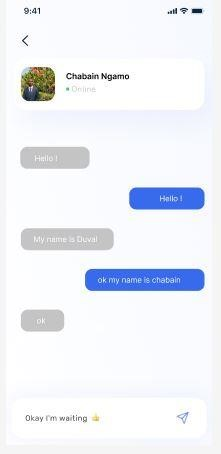 9:41
Chabain Ngamo
Online
Hello !
Hello !
My name is Duval
ok my name is chabain
ok
Okay I'm waiting 👍